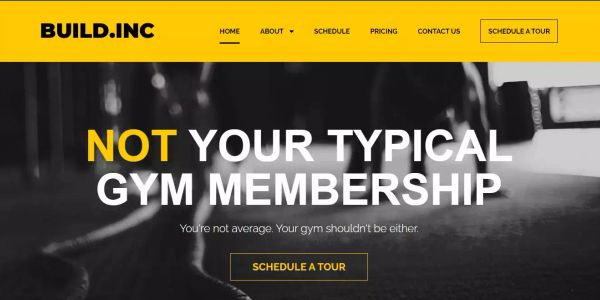 BUILD.INC
HOME ABOUT SCHEDULE PRICING CONTACT US SCHEDULE A TOUR
NOT YOUR TYPICAL
GYM MEMBERSHIP
You're not average. Your gym shouldn't be either.
SCHEDULE A TOUR